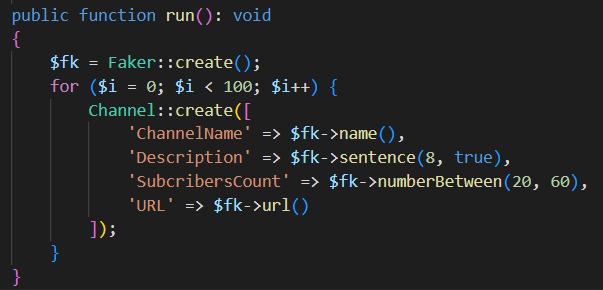 public function run(): void
{
$fk = Faker::create();
for ($i = 0; $i < 100; $i++) {
Channel::create([
'ChannelName' => $fk->name(),
'Description' => $fk->sentence(8, true),
'SubcribersCount' => $fk->numberBetween(20, 60),
'URL' => $fk->url()
]);
}
}